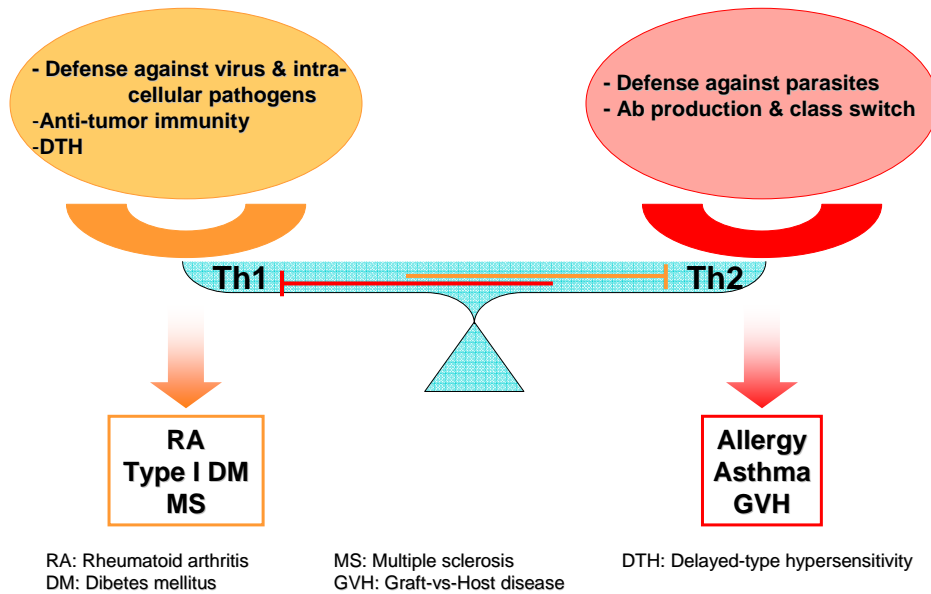 - Defense against virus & intra-
cellular pathogens
-Anti-tumor immunity
-DTH
- Defense against parasites
- Ab production & class switch
Th1
Th2
RA
Type I DM
MS
Allergy
Asthma
GVH
RA: Rheumatoid arthritis
DM: Dibetes mellitus
MS: Multiple sclerosis
GVH: Graft-vs-Host disease
DTH: Delayed-type hypersensitivity